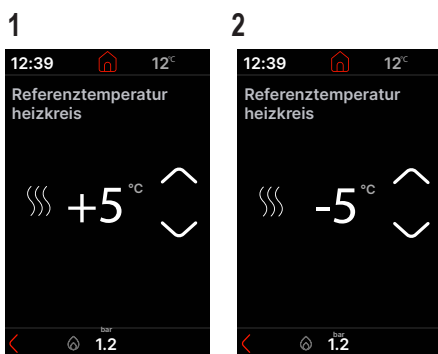 1
12:39 12°C
Referenztemperatur
heizkreis
+5 °C
bar
1.2
2
12:39 12°C
Referenztemperatur
heizkreis
-5 °C
bar
1.2